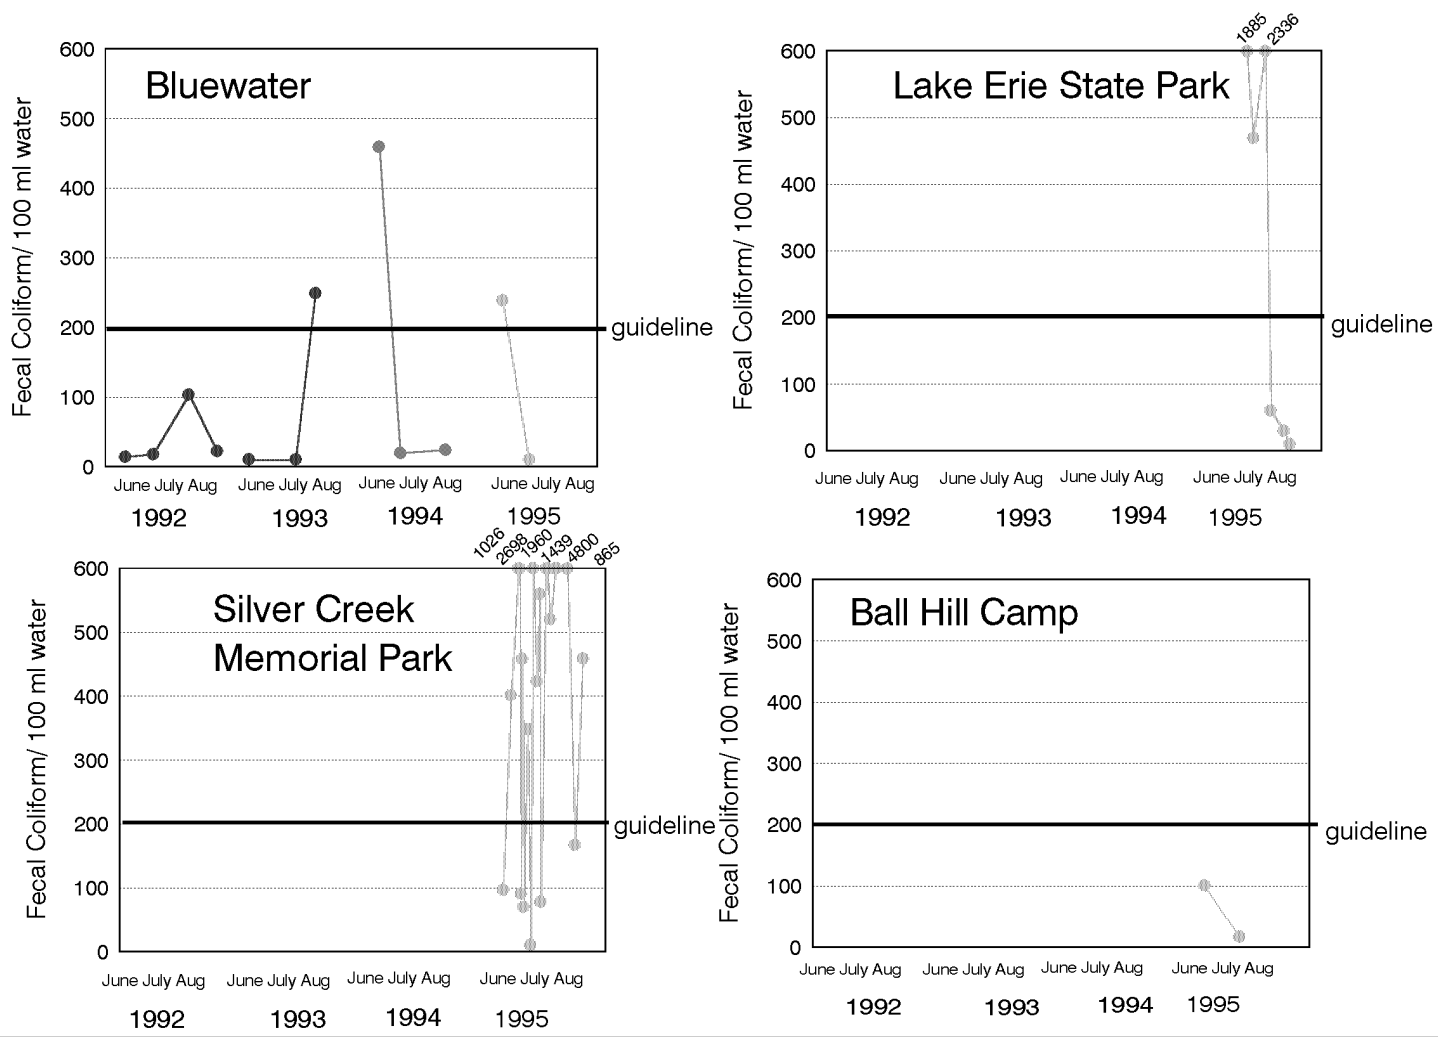 Bluewater
Fecal Coliform/ 100 ml water
600
500
400
300
200
100
0
guideline
June July Aug June July Aug June July Aug June July Aug
1992 1993 1994 1995
1885 2336
Lake Erie State Park
Fecal Coliform/ 100 ml water
600
500
400
300
200
100
0
guideline
June July Aug June July Aug June July Aug June July Aug
1992 1993 1994 1995
1026 2698 1960 1439 4800 865
Silver Creek
Memorial Park
Fecal Coliform/ 100 ml water
600
500
400
300
200
100
0
guideline
June July Aug June July Aug June July Aug June July Aug
1992 1993 1994 1995
Ball Hill Camp
Fecal Coliform/ 100 ml water
600
500
400
300
200
100
0
guideline
June July Aug June July Aug June July Aug June July Aug
1992 1993 1994 1995